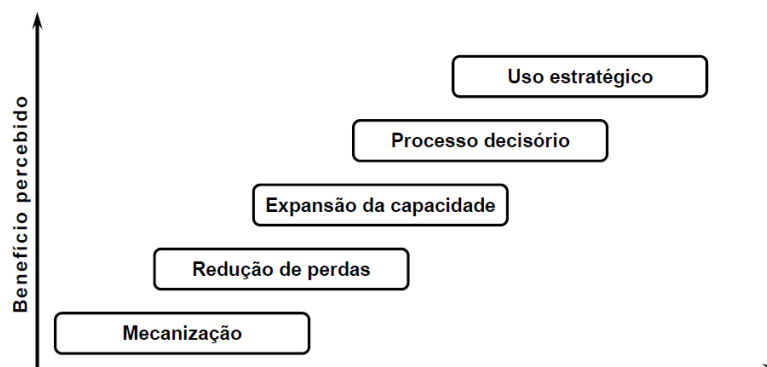 Uso estratégico
Processo decisório
Expansão da capacidade
Redução de perdas
Mecanização
Benefício percebido